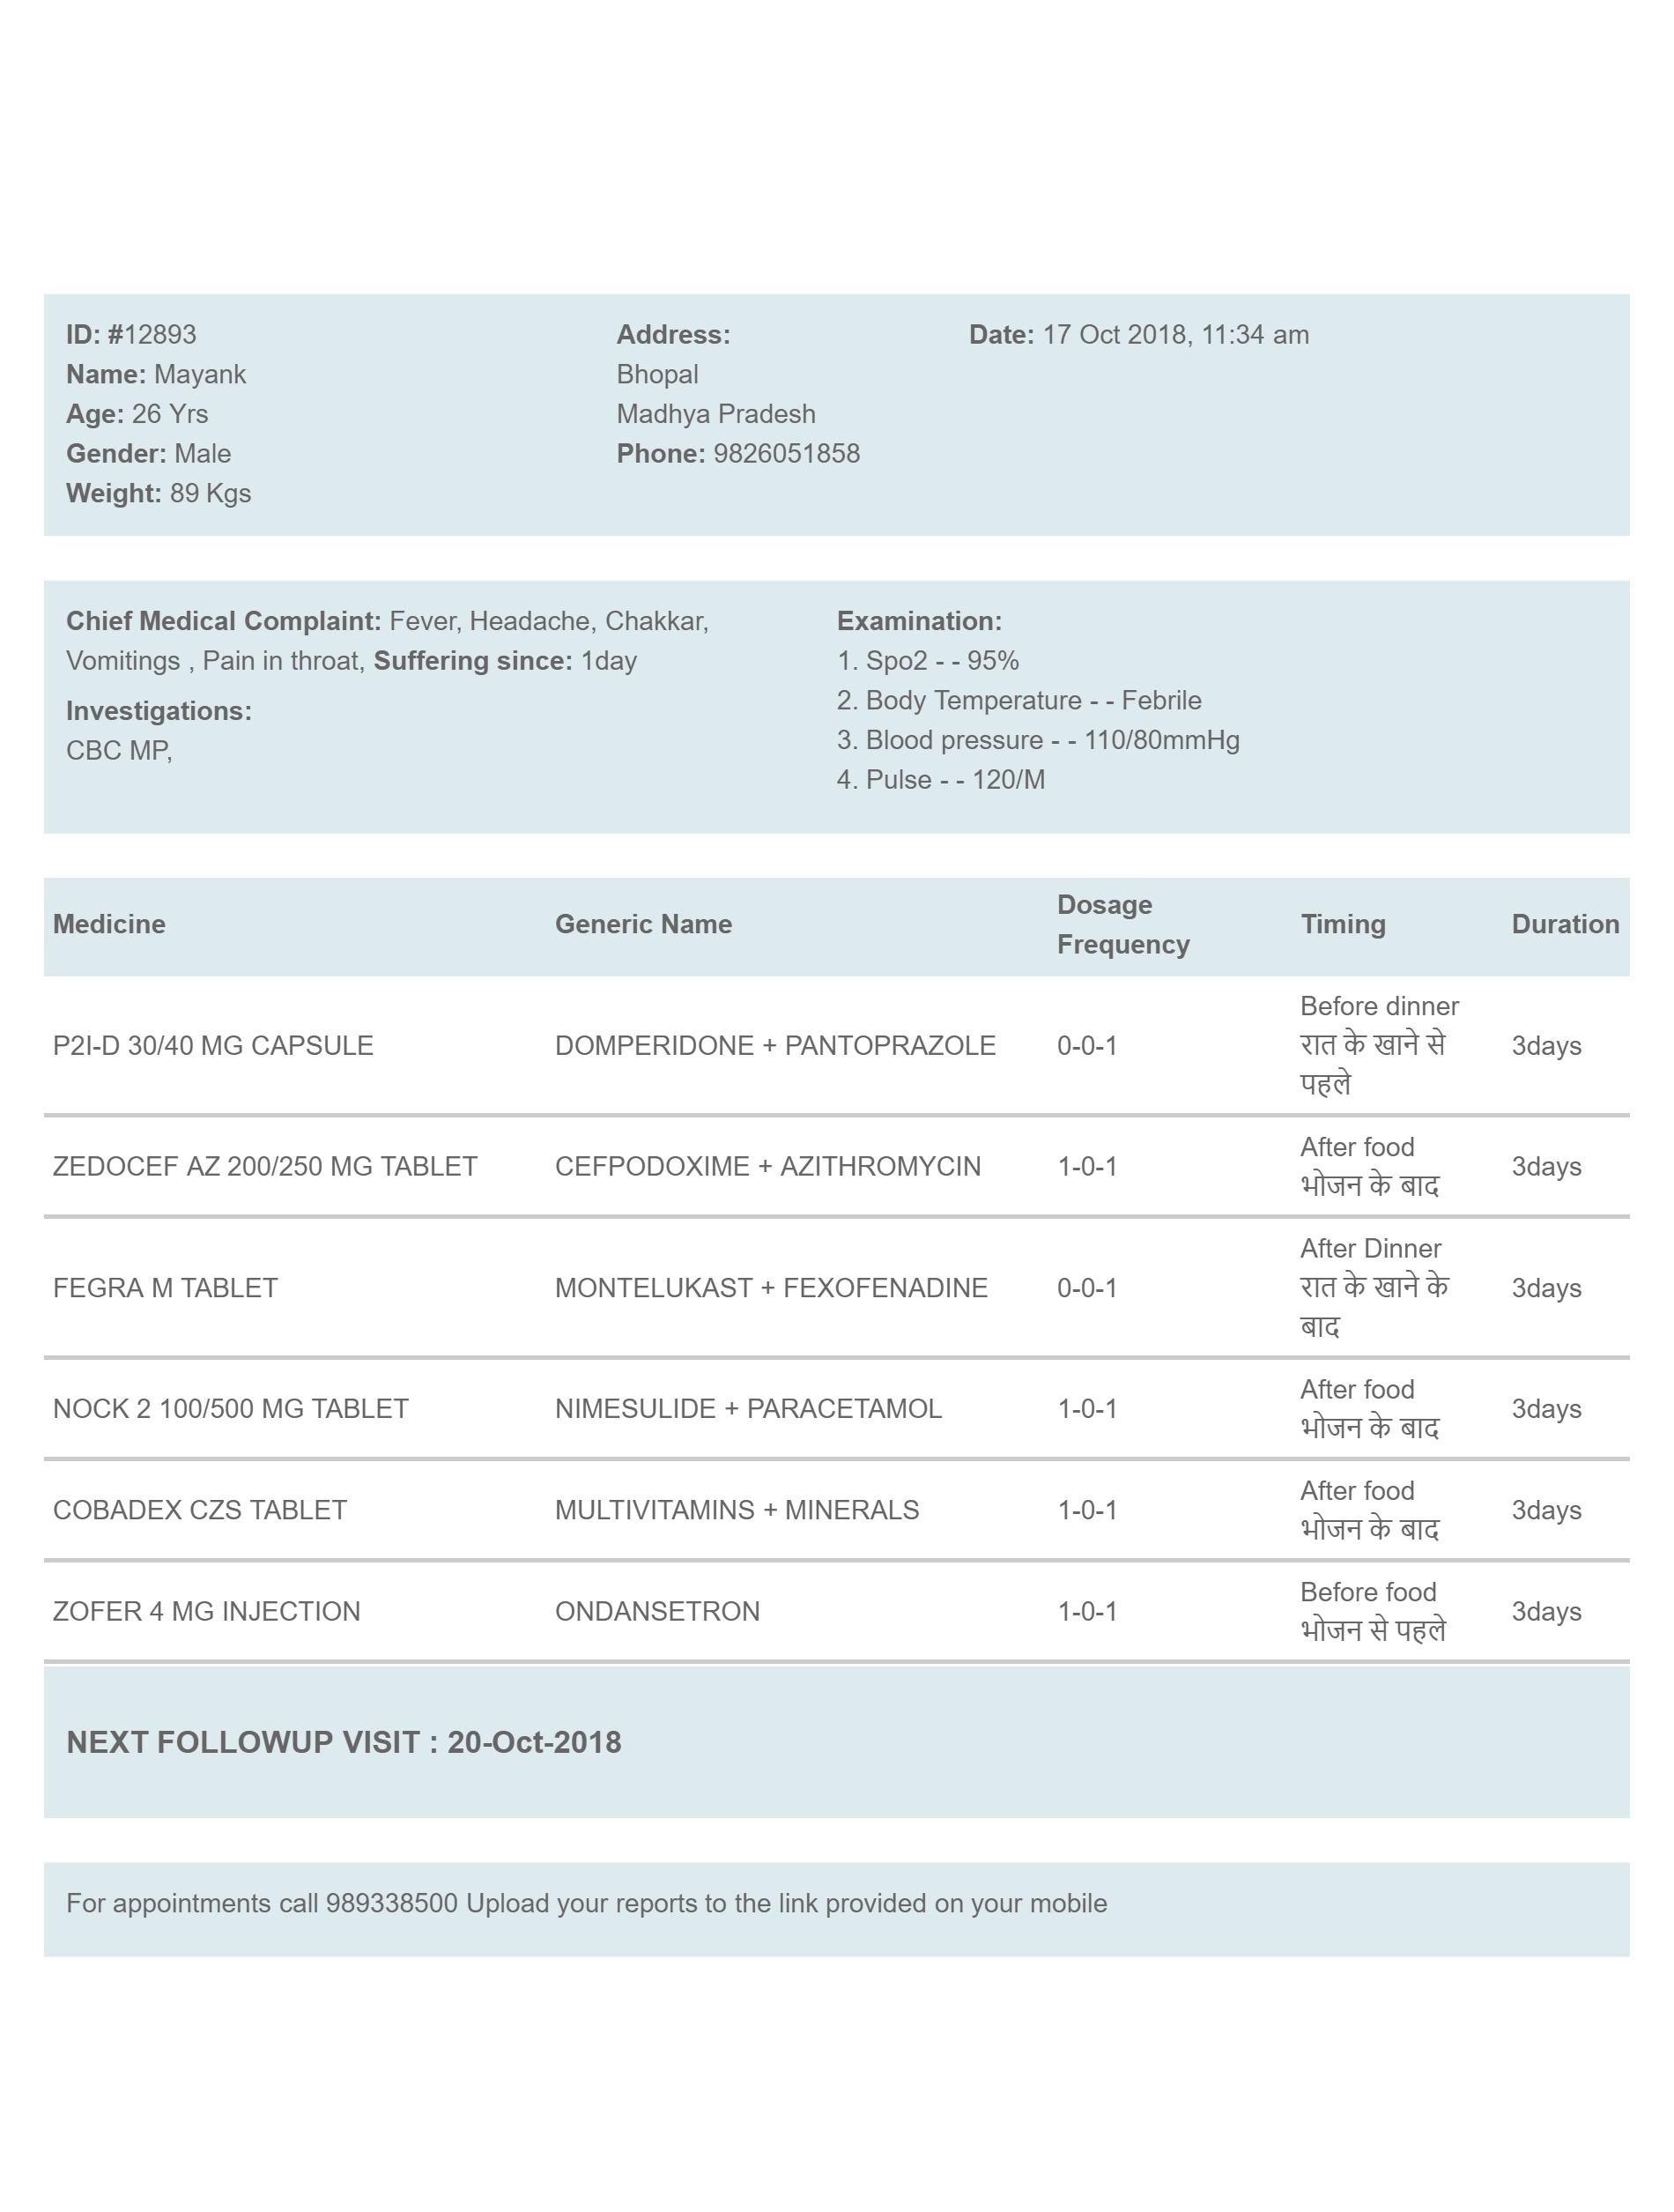 ID: #12893
Name: Mayank
Age: 26 Yrs
Gender: Male
Weight: 89 Kgs
Address:
Bhopal
Madhya Pradesh
Phone: 9826051858
Date: 17 Oct 2018, 11:34 am
Chief Medical Complaint: Fever, Headache, Chakkar,
Vomitings , Pain in throat, Suffering since: 1day
Investigations:
CBC MP,
Examination:
1. Spo2 - - 95%
2. Body Temperature - - Febrile
3. Blood pressure - - 110/80mmHg
4. Pulse - - 120/M
Medicine Generic Name Dosage Frequency Timing Duration
P2I-D 30/40 MG CAPSULE DOMPERIDONE + PANTOPRAZOLE 0-0-1 Before dinner रात के खाने से पहले 3days
ZEDOCEF AZ 200/250 MG TABLET CEFPODOXIME + AZITHROMYCIN 1-0-1 After food भोजन के बाद 3days
FEGRA M TABLET MONTELUKAST + FEXOFENADINE 0-0-1 After Dinner रात के खाने के बाद 3days
NOCK 2 100/500 MG TABLET NIMESULIDE + PARACETAMOL 1-0-1 After food भोजन के बाद 3days
COBADEX CZS TABLET MULTIVITAMINS + MINERALS 1-0-1 After food भोजन के बाद 3days
ZOFER 4 MG INJECTION ONDANSETRON 1-0-1 Before food भोजन से पहले 3days
NEXT FOLLOWUP VISIT : 20-Oct-2018
For appointments call 989338500 Upload your reports to the link provided on your mobile